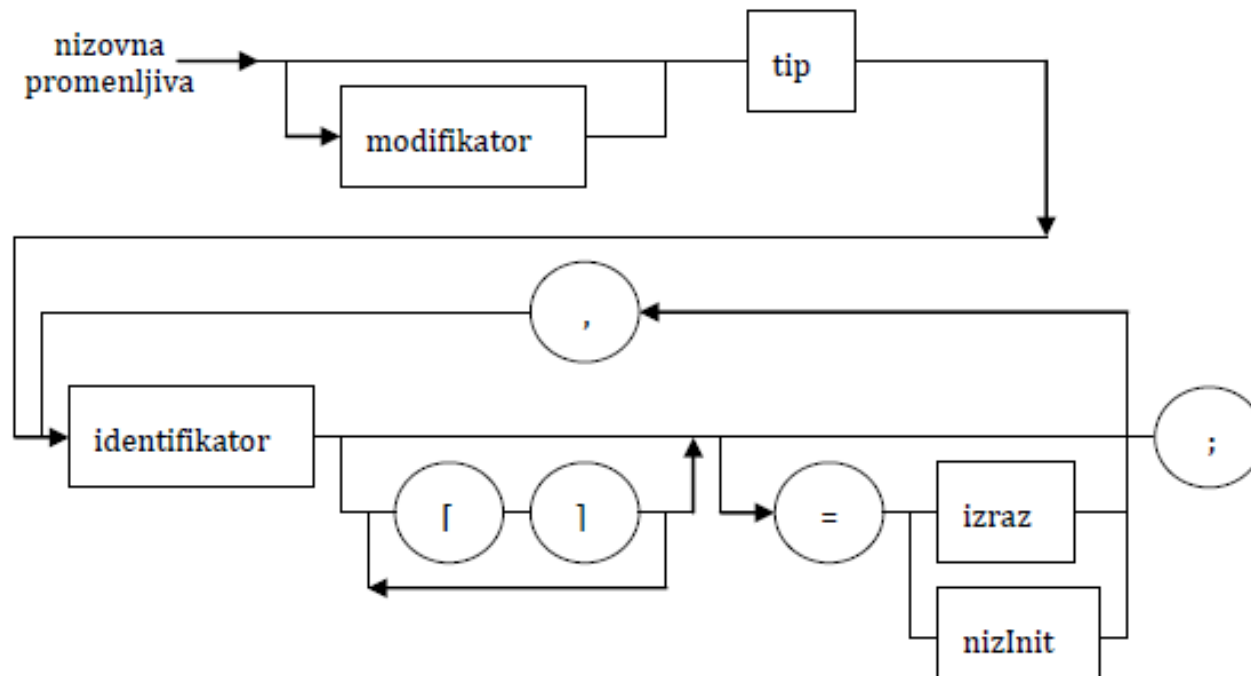 nizovna
promenljiva
tip
modifikator
,
identifikator
;
[
]
=
izraz
nizInit